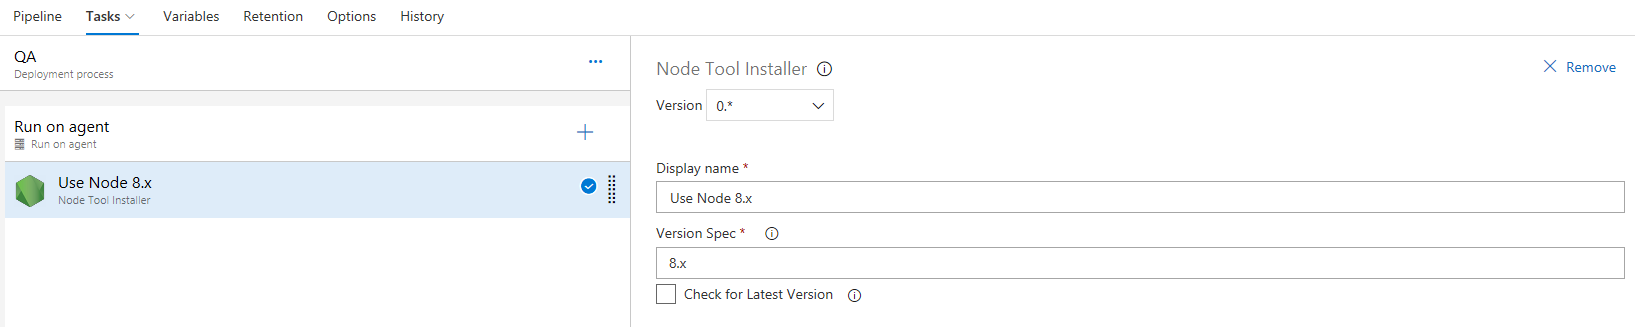 Pipeline Tasks Variables Retention Options History
QA
Deployment process
Run on agent
Run on agent
Use Node 8.x
Node Tool Installer
Node Tool Installer
Remove
Version 0.*
Display name *
Use Node 8.x
Version Spec *
8.x
Check for Latest Version